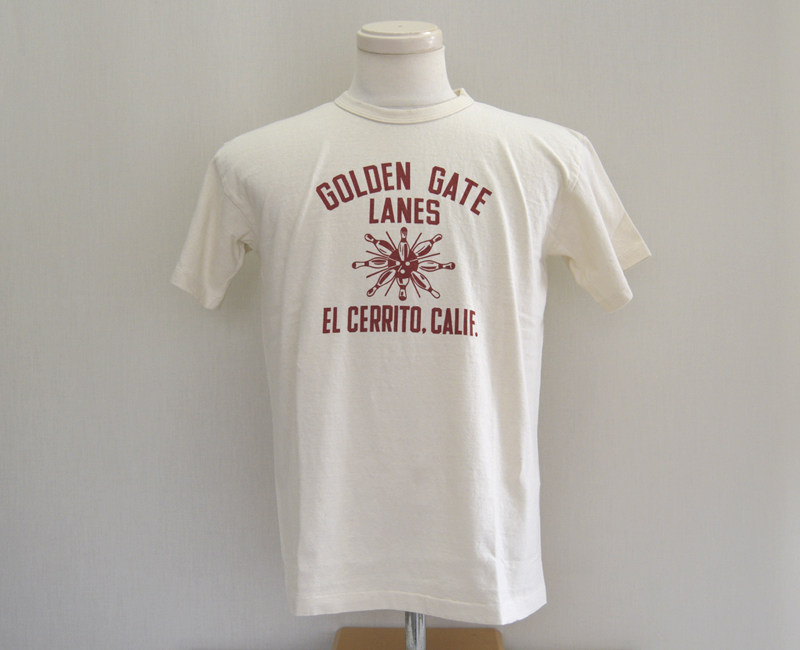 GOLDEN GATE
LANES
EL CERRITO, CALIF.